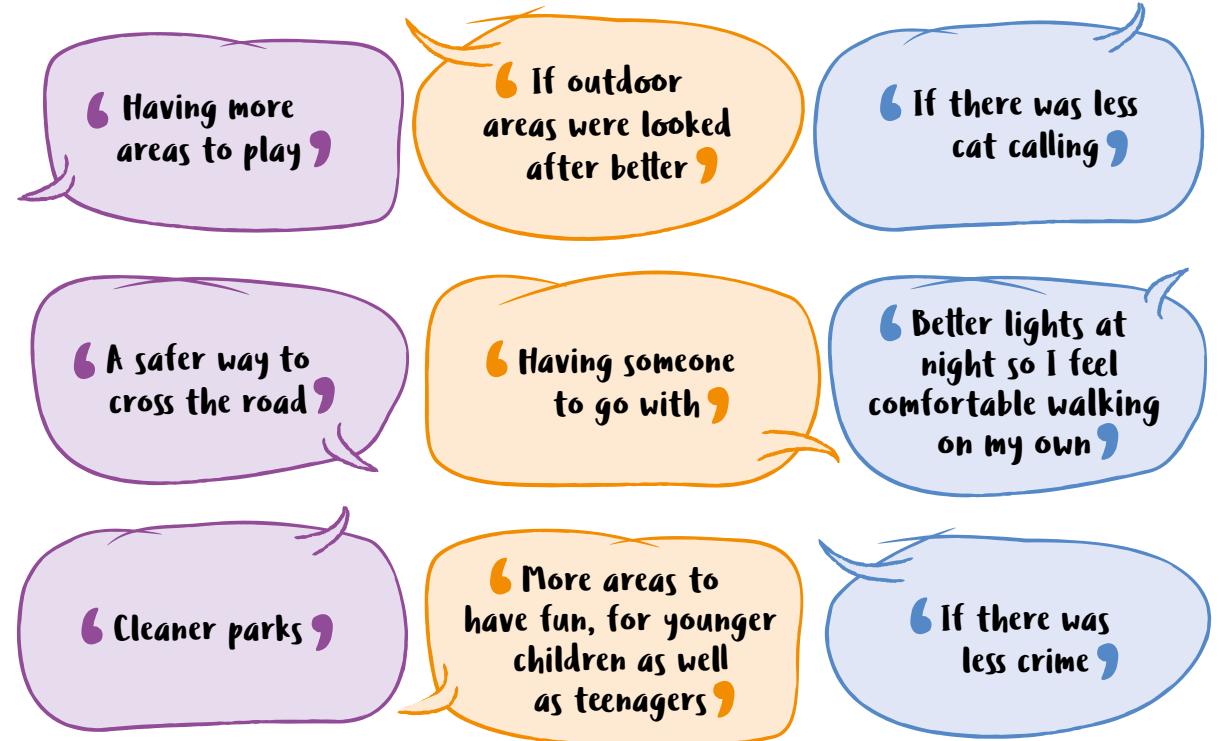 ‘Having more
areas to play’
‘If outdoor
areas were looked
after better’
‘If there was less
cat calling’
‘A safer way to
cross the road’
‘Having someone
to go with’
‘Better lights at
night so I feel
comfortable walking
on my own’
‘Cleaner parks’
‘More areas to
have fun, for younger
children as well
as teenagers’
‘If there was
less crime’